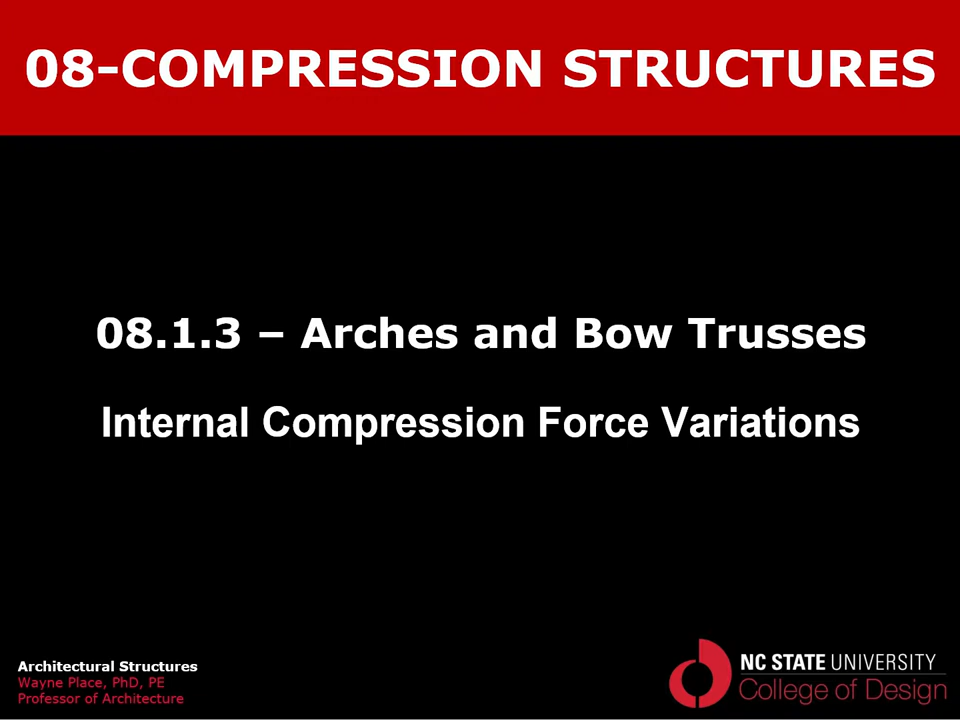 08-COMPRESSION STRUCTURES
08.1.3 – Arches and Bow Trusses
Internal Compression Force Variations
Architectural Structures
Wayne Place, PhD, PE
Professor of Architecture
NC STATE UNIVERSITY
College of Design